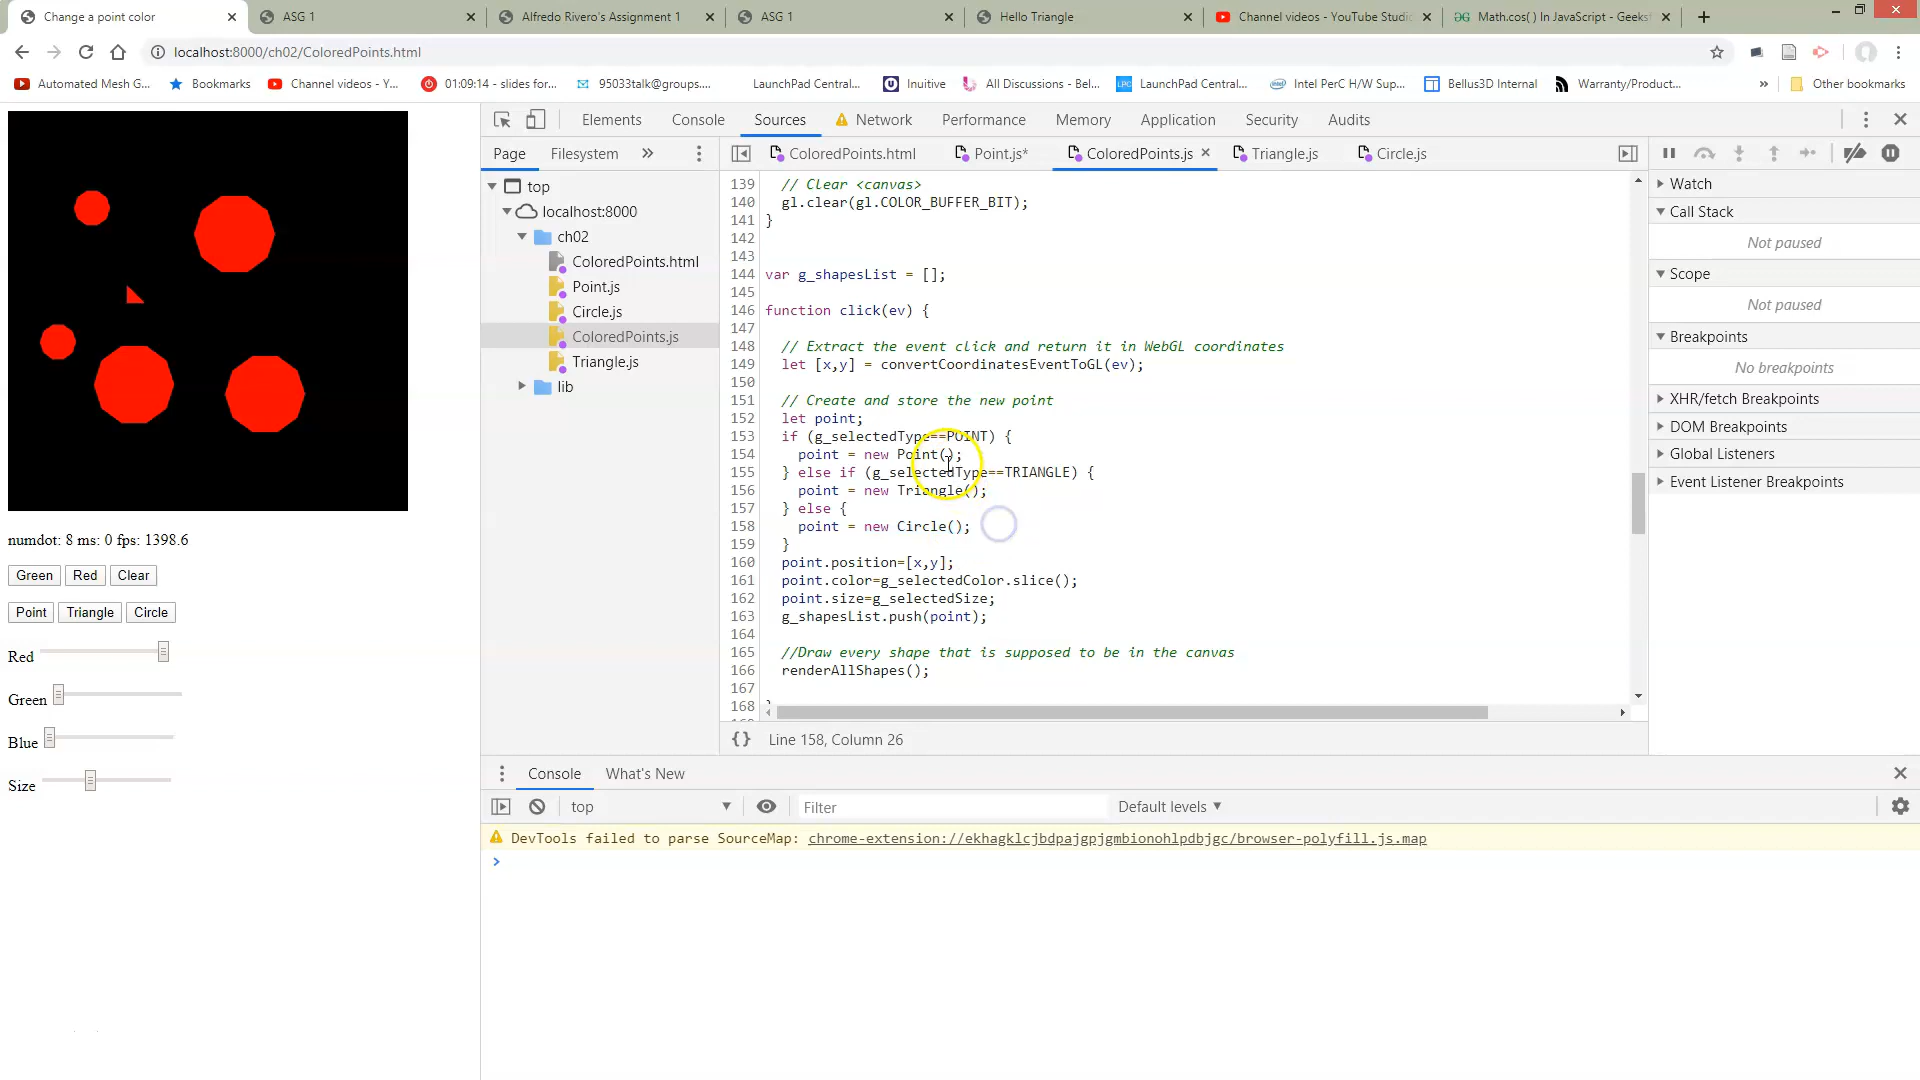 Change a point color
ASG 1
Alfredo Rivero's Assignment 1
ASG 1
Hello Triangle
Channel videos - YouTube Studio
Math.cos( ) In JavaScript - Geeks
localhost:8000/ch02/ColoredPoints.html
Automated Mesh G...
Bookmarks
Channel videos - Y...
01:09:14 - slides for...
95033talk@groups....
LaunchPad Central...
Inuitive
All Discussions - Bel...
LPC LaunchPad Central...
Intel PerC H/W Sup...
Bellus3D Internal
Warranty/Product...
»
Other bookmarks
Elements
Console
Sources
Network
Performance
Memory
Application
Security
Audits
Page
Filesystem
»
ColoredPoints.html
Point.js*
ColoredPoints.js
Triangle.js
Circle.js
top
localhost:8000
ch02
ColoredPoints.html
Point.js
Circle.js
ColoredPoints.js
Triangle.js
lib
139 // Clear <canvas>
140 gl.clear(gl.COLOR_BUFFER_BIT);
141 }
142
143
144 var g_shapesList = [];
145
146 function click(ev) {
147
148 // Extract the event click and return it in WebGL coordinates
149 let [x,y] = convertCoordinatesEventToGL(ev);
150
151 // Create and store the new point
152 let point;
153 if (g_selectedType==POINT) {
154 point = new Point();
155 } else if (g_selectedType==TRIANGLE) {
156 point = new Triangle();
157 } else {
158 point = new Circle();
159 }
160 point.position=[x,y];
161 point.color=g_selectedColor.slice();
162 point.size=g_selectedSize;
163 g_shapesList.push(point);
164
165 //Draw every shape that is supposed to be in the canvas
166 renderAllShapes();
167
168 }
{} Line 158, Column 26
Watch
Call Stack
Not paused
Scope
Not paused
Breakpoints
No breakpoints
XHR/fetch Breakpoints
DOM Breakpoints
Global Listeners
Event Listener Breakpoints
numdot: 8 ms: 0 fps: 1398.6
Green Red Clear
Point Triangle Circle
Red
Green
Blue
Size
Console
What's New
top
Filter
Default levels
DevTools failed to parse SourceMap: chrome-extension://ekhagklcjbdpajgpjgmbionohlpdbjgc/browser-polyfill.js.map
>